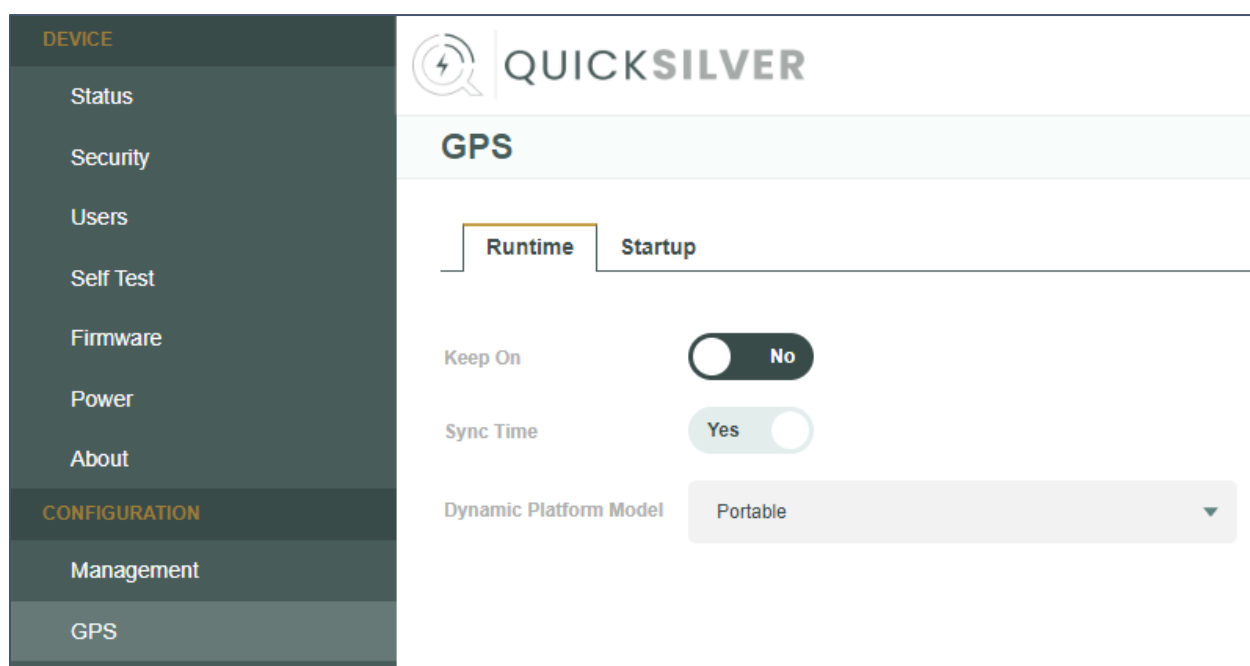 DEVICE
Status
Security
Users
Self Test
Firmware
Power
About
CONFIGURATION
Management
GPS
QUICKSILVER
GPS
Runtime Startup
Keep On No
Sync Time Yes
Dynamic Platform Model Portable